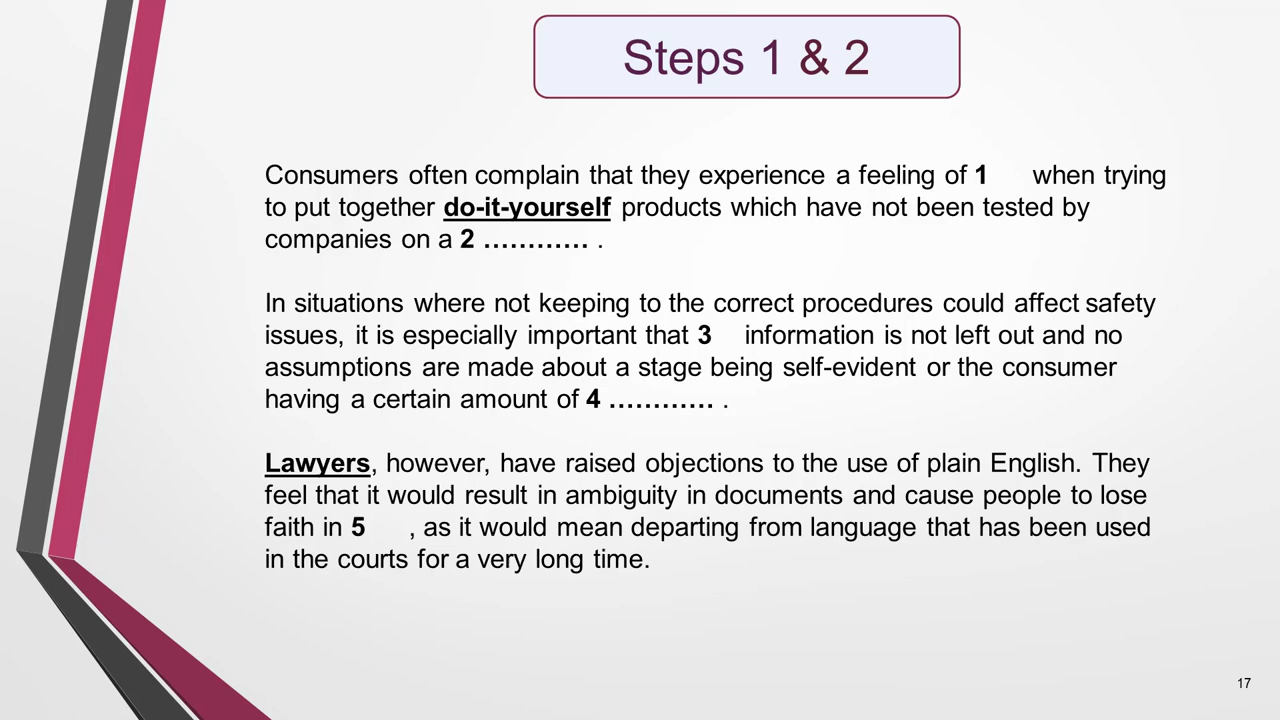 Steps 1 & 2
Consumers often complain that they experience a feeling of 1 when trying
to put together do-it-yourself products which have not been tested by
companies on a 2 ………… .
In situations where not keeping to the correct procedures could affect safety
issues, it is especially important that 3 information is not left out and no
assumptions are made about a stage being self-evident or the consumer
having a certain amount of 4 ………… .
Lawyers, however, have raised objections to the use of plain English. They
feel that it would result in ambiguity in documents and cause people to lose
faith in 5 , as it would mean departing from language that has been used
in the courts for a very long time.
17